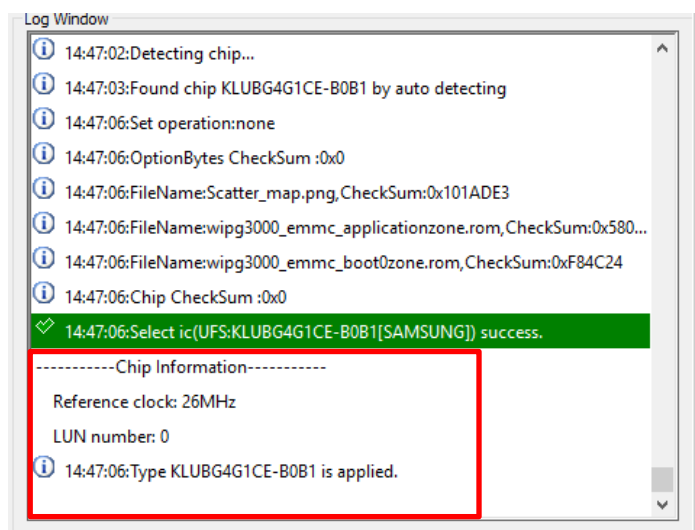 Log Window
14:47:02:Detecting chip...
14:47:03:Found chip KLUBG4G1CE-B0B1 by auto detecting
14:47:06:Set operation:none
14:47:06:OptionBytes CheckSum :0x0
14:47:06:FileName:Scatter_map.png,CheckSum:0x101ADE3
14:47:06:FileName:wipg3000_emmc_applicationzone.rom,CheckSum:0x580...
14:47:06:FileName:wipg3000_emmc_boot0zone.rom,CheckSum:0xF84C24
14:47:06:Chip CheckSum :0x0
14:47:06:Select ic(UFS:KLUBG4G1CE-B0B1[SAMSUNG]) success.
-----------Chip Information-----------
Reference clock: 26MHz
LUN number: 0
14:47:06:Type KLUBG4G1CE-B0B1 is applied.